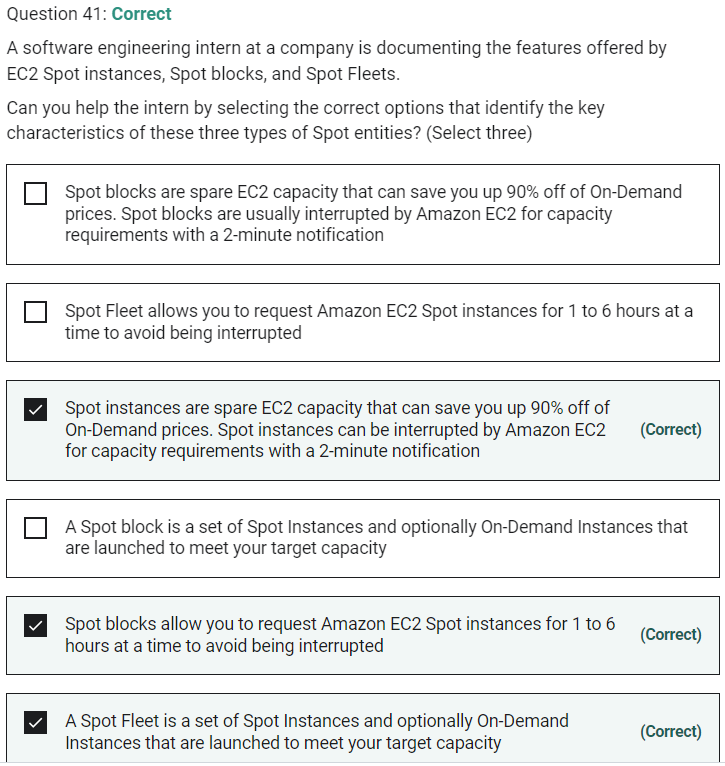 Question 41: Correct
A software engineering intern at a company is documenting the features offered by
EC2 Spot instances, Spot blocks, and Spot Fleets.
Can you help the intern by selecting the correct options that identify the key
characteristics of these three types of Spot entities? (Select three)
Spot blocks are spare EC2 capacity that can save you up 90% off of On-Demand
prices. Spot blocks are usually interrupted by Amazon EC2 for capacity
requirements with a 2-minute notification
Spot Fleet allows you to request Amazon EC2 Spot instances for 1 to 6 hours at a
time to avoid being interrupted
Spot instances are spare EC2 capacity that can save you up 90% off of
On-Demand prices. Spot instances can be interrupted by Amazon EC2
for capacity requirements with a 2-minute notification
(Correct)
A Spot block is a set of Spot Instances and optionally On-Demand Instances that
are launched to meet your target capacity
Spot blocks allow you to request Amazon EC2 Spot instances for 1 to 6
hours at a time to avoid being interrupted
(Correct)
A Spot Fleet is a set of Spot Instances and optionally On-Demand
Instances that are launched to meet your target capacity
(Correct)